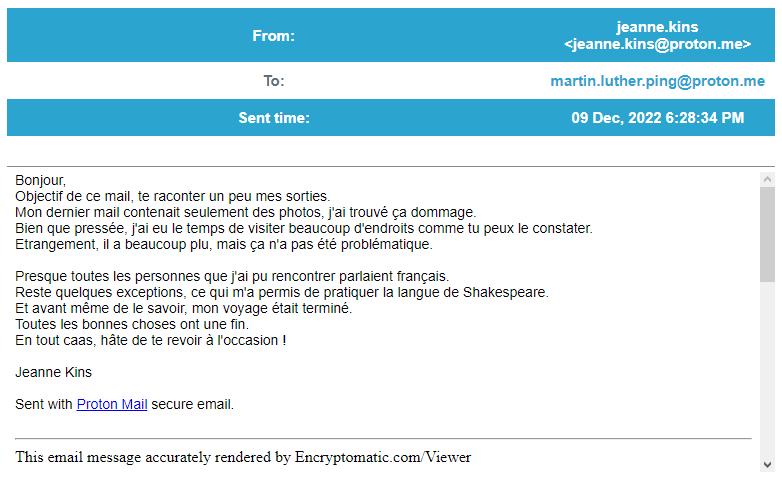 From:
jeanne.kins
<jeanne.kins@proton.me>
To:
martin.luther.ping@proton.me
Sent time:
09 Dec, 2022 6:28:34 PM
Bonjour,
Objectif de ce mail, te raconter un peu mes sorties.
Mon dernier mail contenait seulement des photos, j'ai trouvé ça dommage.
Bien que pressée, j'ai eu le temps de visiter beaucoup d'endroits comme tu peux le constater.
Etrangement, il a beaucoup plu, mais ça n'a pas été problématique.
Presque toutes les personnes que j'ai pu rencontrer parlaient français.
Reste quelques exceptions, ce qui m'a permis de pratiquer la langue de Shakespeare.
Et avant même de le savoir, mon voyage était terminé.
Toutes les bonnes choses ont une fin.
En tout caas, hâte de te revoir à l'occasion !
Jeanne Kins
Sent with Proton Mail secure email.
This email message accurately rendered by Encryptomatic.com/Viewer